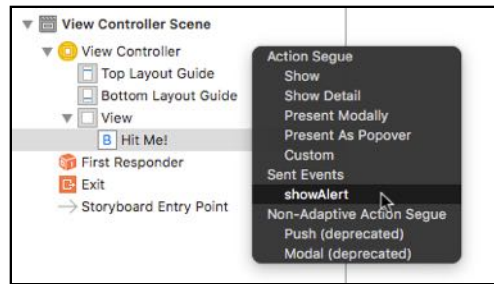 View Controller Scene
View Controller
Top Layout Guide
Bottom Layout Guide
View
B Hit Me!
First Responder
Exit
Storyboard Entry Point
Action Segue
Show
Show Detail
Present Modally
Present As Popover
Custom
Sent Events
showAlert
Non-Adaptive Action Segue
Push (deprecated)
Modal (deprecated)